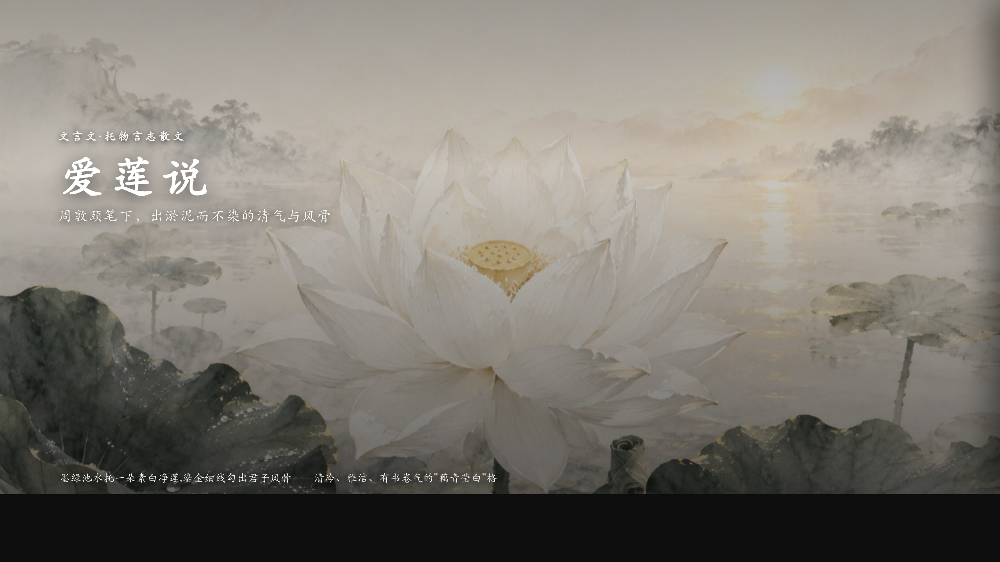 文言文·托物言志散文
爱莲说
周敦颐笔下，出淤泥而不染的清气与风骨
墨绿池水托一朵素白净莲,鎏金细线勾出君子风骨——清冷、雅洁、有书卷气的"藕青莹白"格